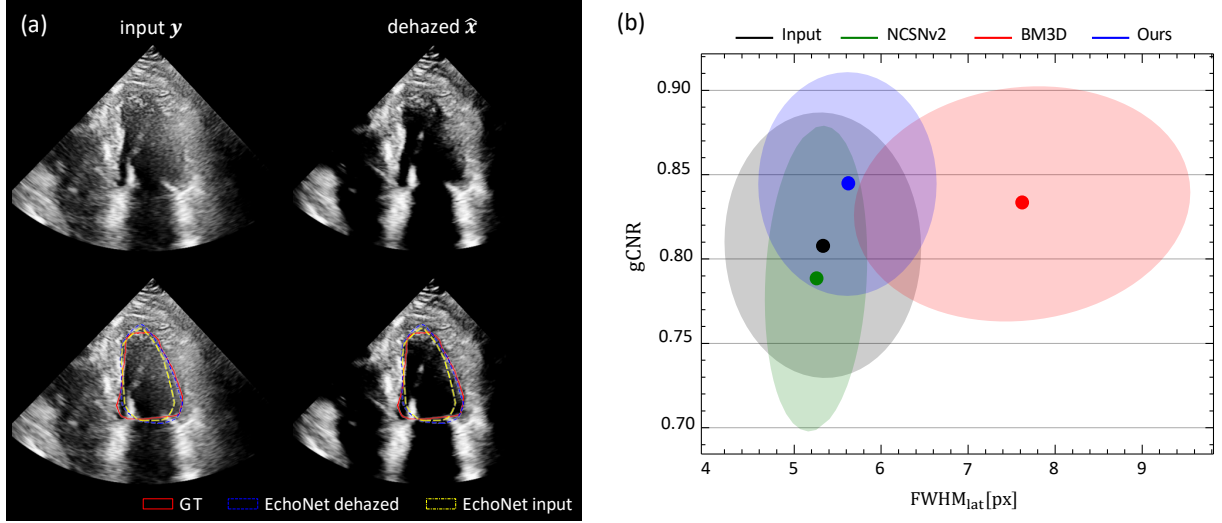 (a)
input y
dehazed x̂
GT
EchoNet dehazed
EchoNet input
(b)
Input
NCSNv2
BM3D
Ours
gCNR
0.90
0.85
0.80
0.75
0.70
4 5 6 7 8 9
FWHM_lat[px]